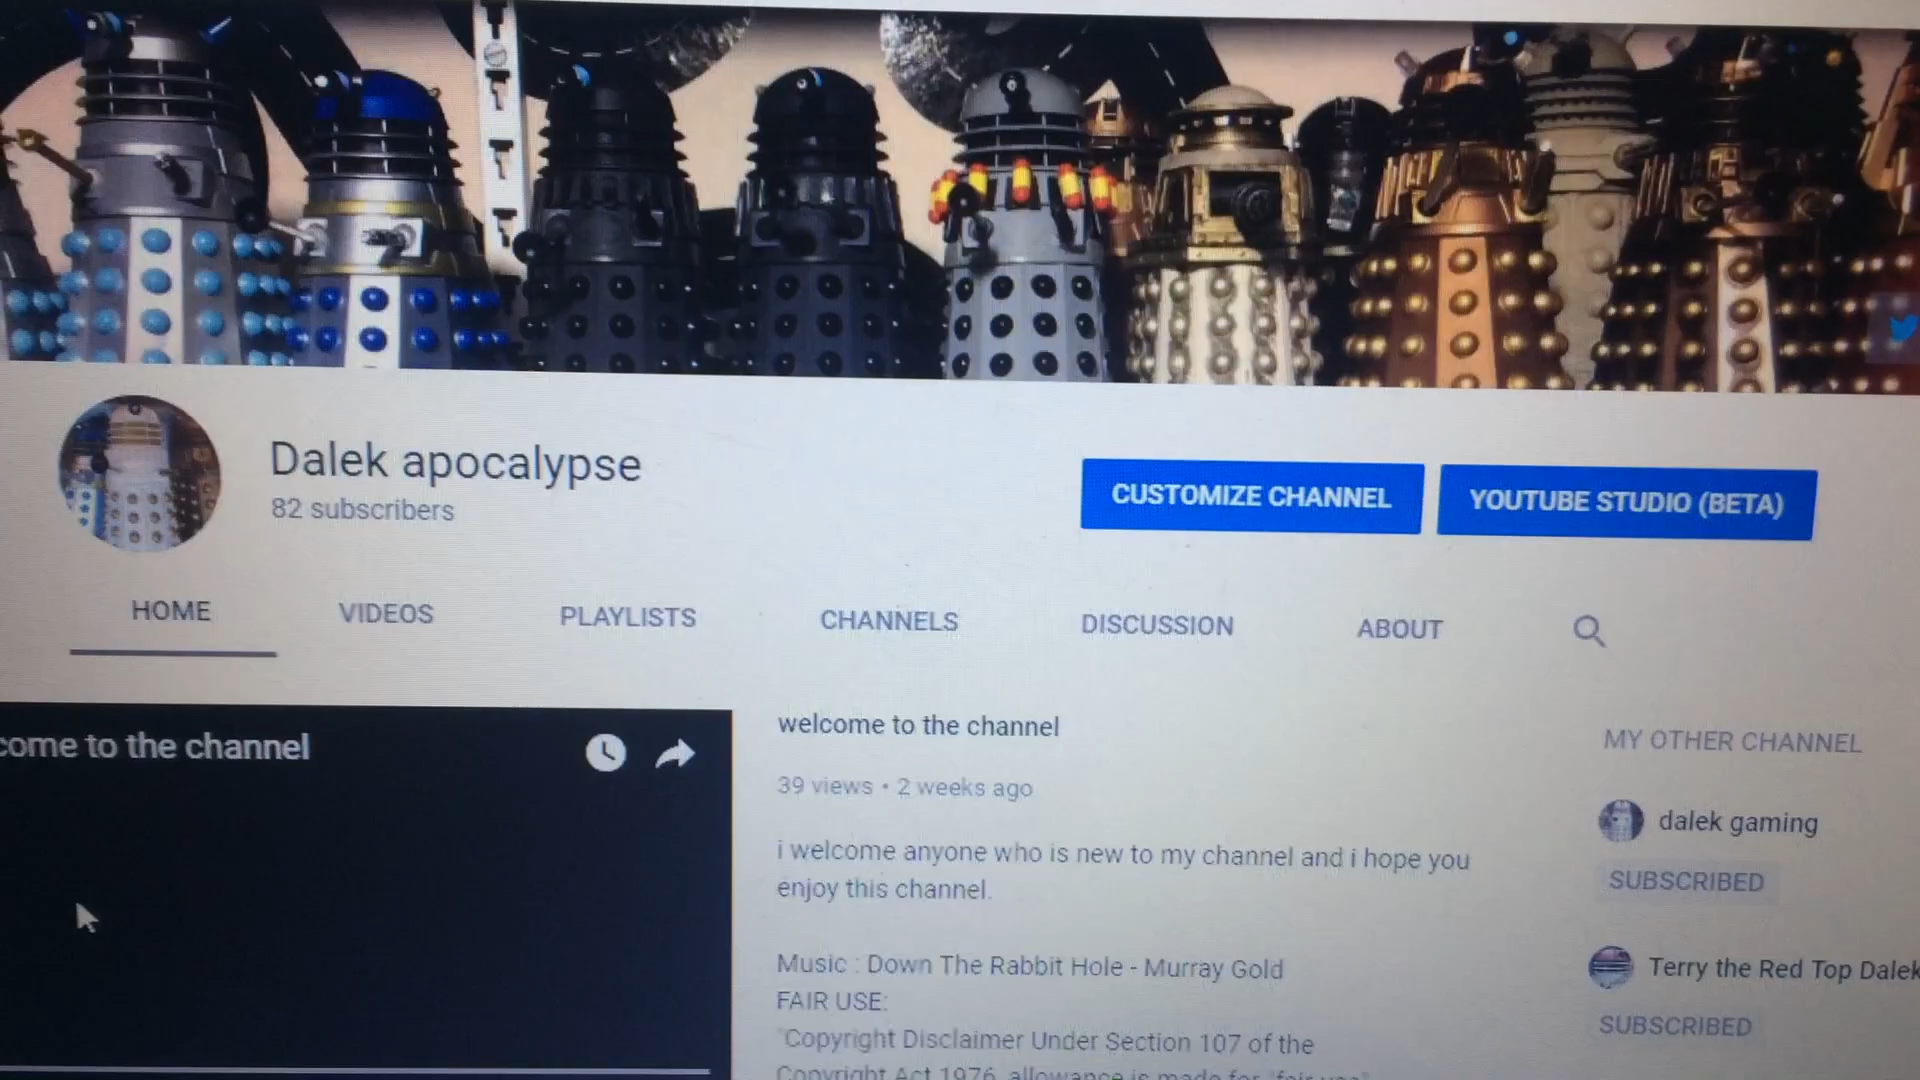 Dalek apocalypse
82 subscribers
CUSTOMIZE CHANNEL
YOUTUBE STUDIO (BETA)
HOME
VIDEOS
PLAYLISTS
CHANNELS
DISCUSSION
ABOUT
come to the channel
welcome to the channel
39 views • 2 weeks ago
i welcome anyone who is new to my channel and i hope you
enjoy this channel.
Music : Down The Rabbit Hole - Murray Gold
FAIR USE:
"Copyright Disclaimer Under Section 107 of the
Copyright Act 1976, allowance is made for "fair use"
MY OTHER CHANNEL
dalek gaming
SUBSCRIBED
Terry the Red Top Dalek
SUBSCRIBED